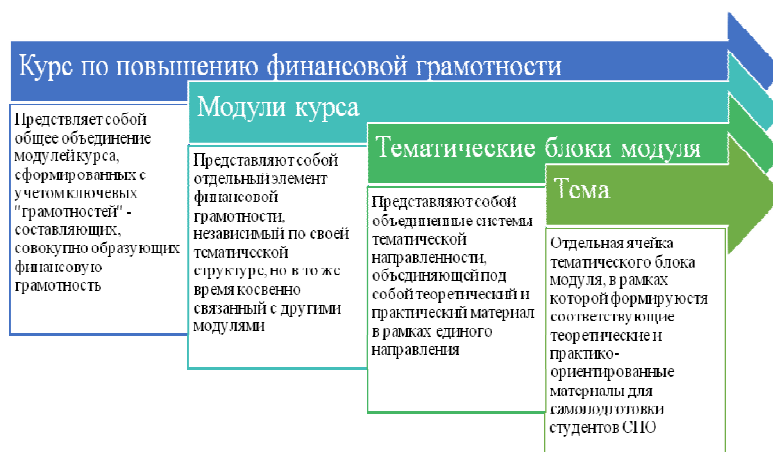 Курс по повышению финансовой грамотности
Предствляет собой
общее объединение
модулей курса,
сформированных с
учетом ключевых
"грамотностей" -
составляющих,
совокупно образующих
финансовую
грамотность
Модули курса
Представляют собой
отдельный элемент
финансовой
грамотности,
независимый по своей
тематической
структуре, но в то же
время косвенно
связанный с другими
модулями
Тематические блоки модуля
Представляют собой
объединенные системы
тематической
направленности,
объединяющей под
собой теоретический и
практический материал
в рамках единого
направления
Тема
Отдельная ячейка
тематического блока
модуля, в рамках
которой формируюстя
соответствующие
теоретические и
практико-
ориентированные
материалы для
самоподготовки
студентов СПО